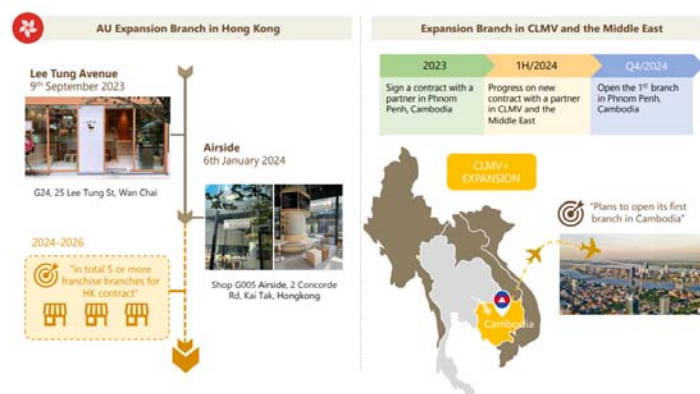 AU Expansion Branch in Hong Kong
Lee Tung Avenue
9th September 2023
G24, 25 Lee Tung St, Wan Chai
Airside
6th January 2024
Shop G005 Airside, 2 Concorde
Rd, Kai Tak, Hongkong
2024-2026
"in total 5 or more
franchise branches for
HK contract"
Expansion Branch in CLMV and the Middle East
2023
Sign a contract with a
partner in Phnom
Penh, Cambodia
1H/2024
Progress on new
contract with a partner
in CLMV and the
Middle East
Q4/2024
Open the 1st branch
in Phnom Penh,
Cambodia
CLMV+
EXPANSION
"Plans to open its first
branch in Cambodia"
Cambodia